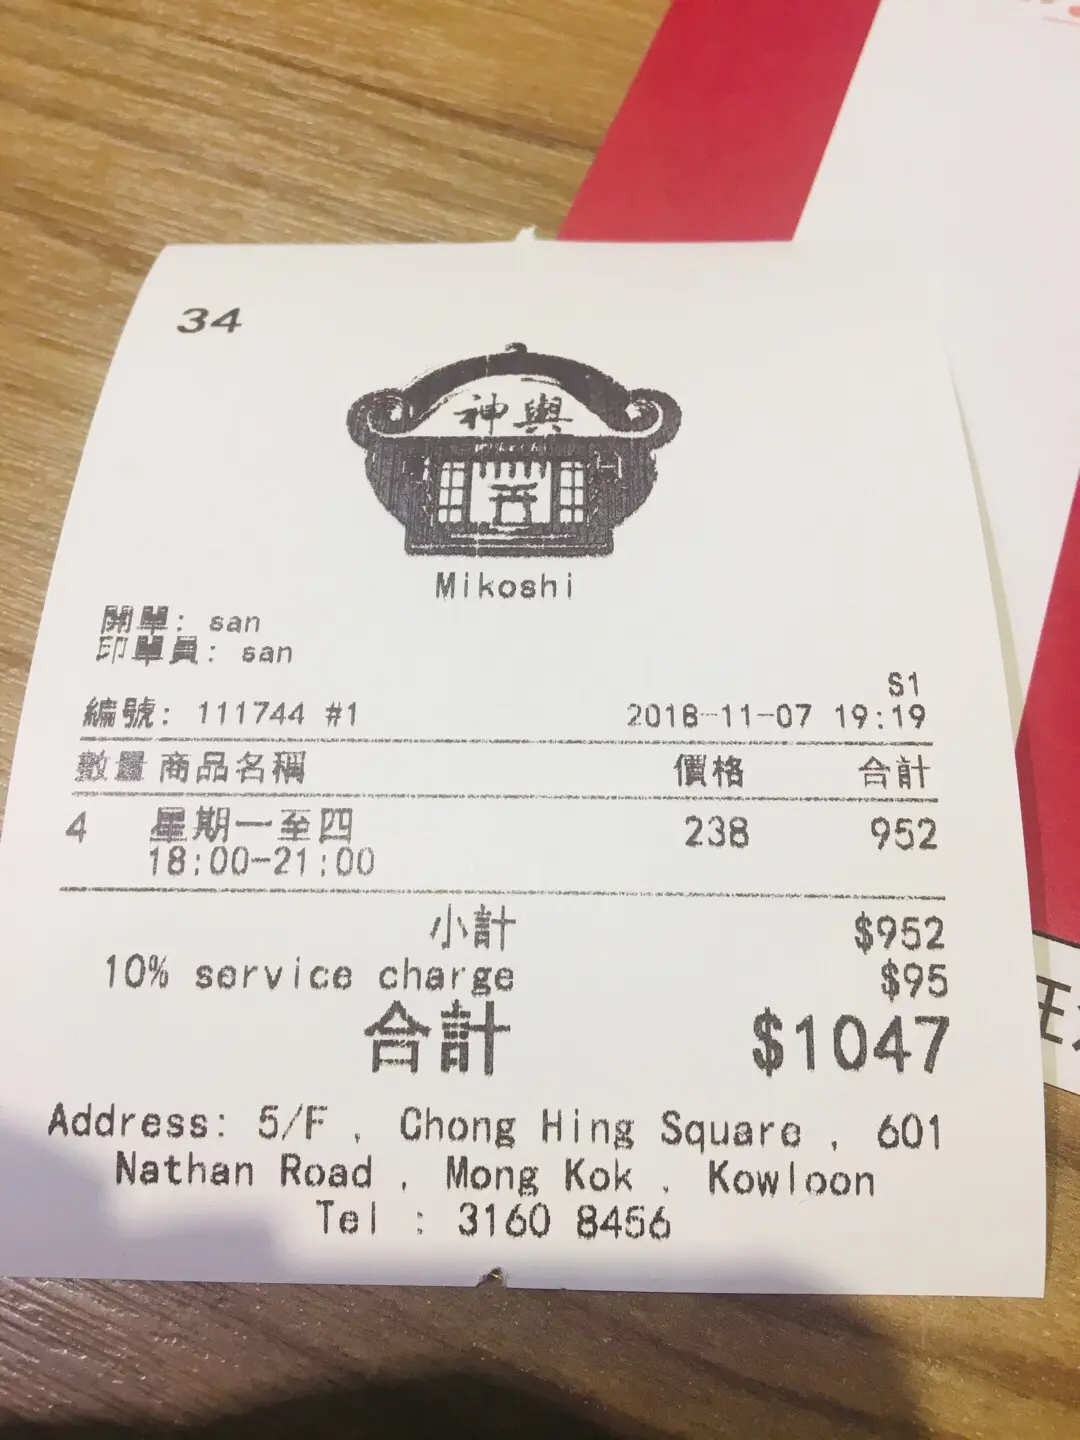 34
神輿
Mikoshi
開單: san
印單員: san
S1
編號: 111744 #1 2018-11-07 19:19
數量 商品名稱 價格 合計
4 星期一至四 238 952
18:00-21:00
小計 $952
10% service charge $95
合計 $1047
Address: 5/F , Chong Hing Square , 601
Nathan Road , Mong Kok , Kowloon
Tel : 3160 8456